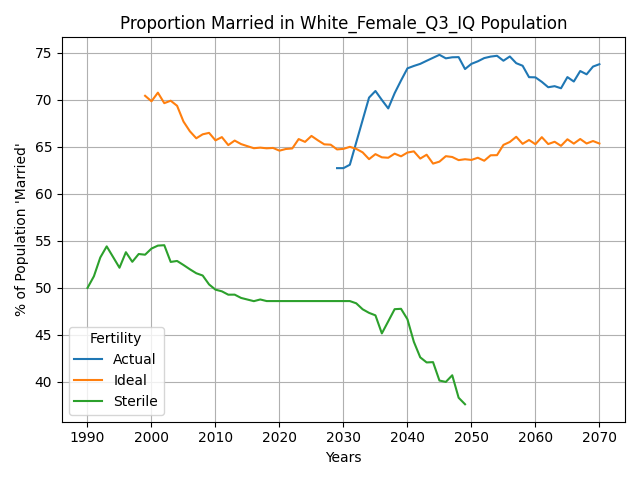 Proportion Married in White_Female_Q3_IQ Population
% of Population 'Married'
75
70
65
60
55
50
45
40
Fertility
Actual
Ideal
Sterile
1990 2000 2010 2020 2030 2040 2050 2060 2070
Years